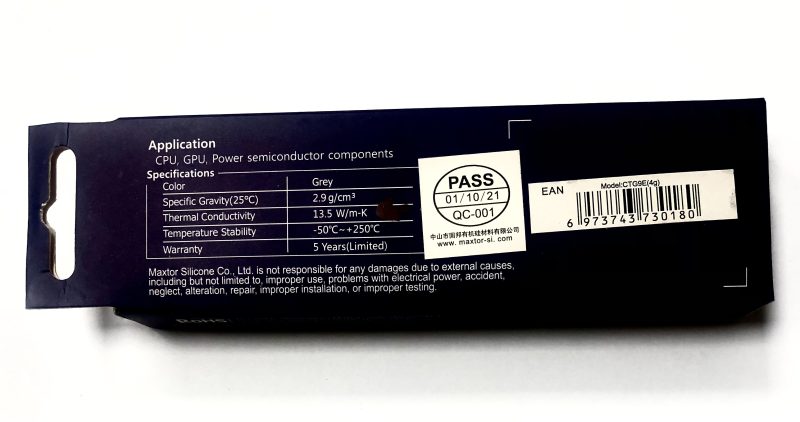 Application
CPU, GPU, Power semiconductor components
Specifications
Color Grey
Specific Gravity(25℃) 2.9g/cm³
Thermal Conductivity 13.5 W/m-K
Temperature Stability -50℃~+250℃
Warranty 5 Years(Limited)
Maxtor Silicone Co., Ltd. is not responsible for any damages due to external causes,
including but not limited to, improper use, problems with electrical power, accident,
neglect, alteration, repair, improper installation, or improper testing.
RoHS
PASS
01/10/21
QC-001
中山市国邦有机硅材料有限公司
www.maxtor-si.com
EAN
Model:CTG9E(4g)
6 973743 730180